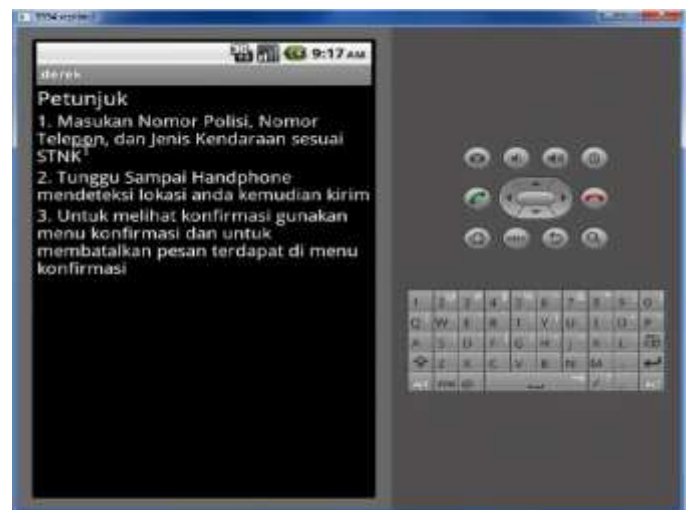 9:17 AM
derek
Petunjuk
1. Masukan Nomor Polisi, Nomor
Telepon, dan Jenis Kendaraan sesuai
STNK
2. Tunggu Sampai Handphone
mendeteksi lokasi anda kemudian kirim
3. Untuk melihat konfirmasi gunakan
menu konfirmasi dan untuk
membatalkan pesan terdapat di menu
konfirmasi